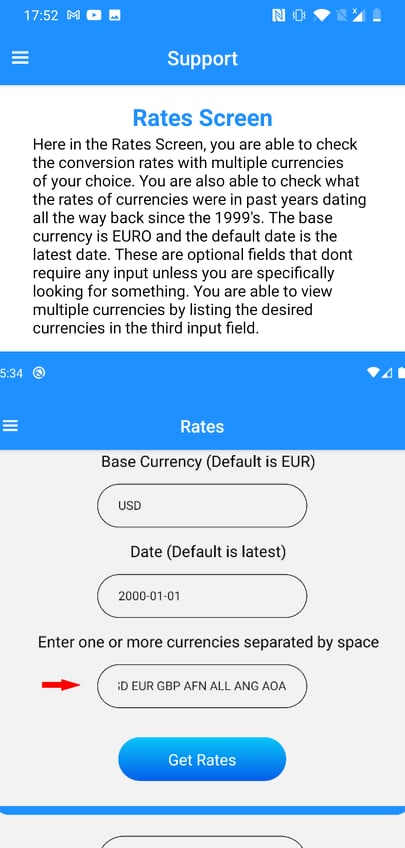 17:52
Support
Rates Screen
Here in the Rates Screen, you are able to check
the conversion rates with multiple currencies
of your choice. You are also able to check what
the rates of currencies were in past years dating
all the way back since the 1999's. The base
currency is EURO and the default date is the
latest date. These are optional fields that dont
require any input unless you are specifically
looking for something. You are able to view
multiple currencies by listing the desired
currencies in the third input field.
5:34
Rates
Base Currency (Default is EUR)
USD
Date (Default is latest)
2000-01-01
Enter one or more currencies separated by space
EUR GBP AFN ALL ANG AOA
Get Rates